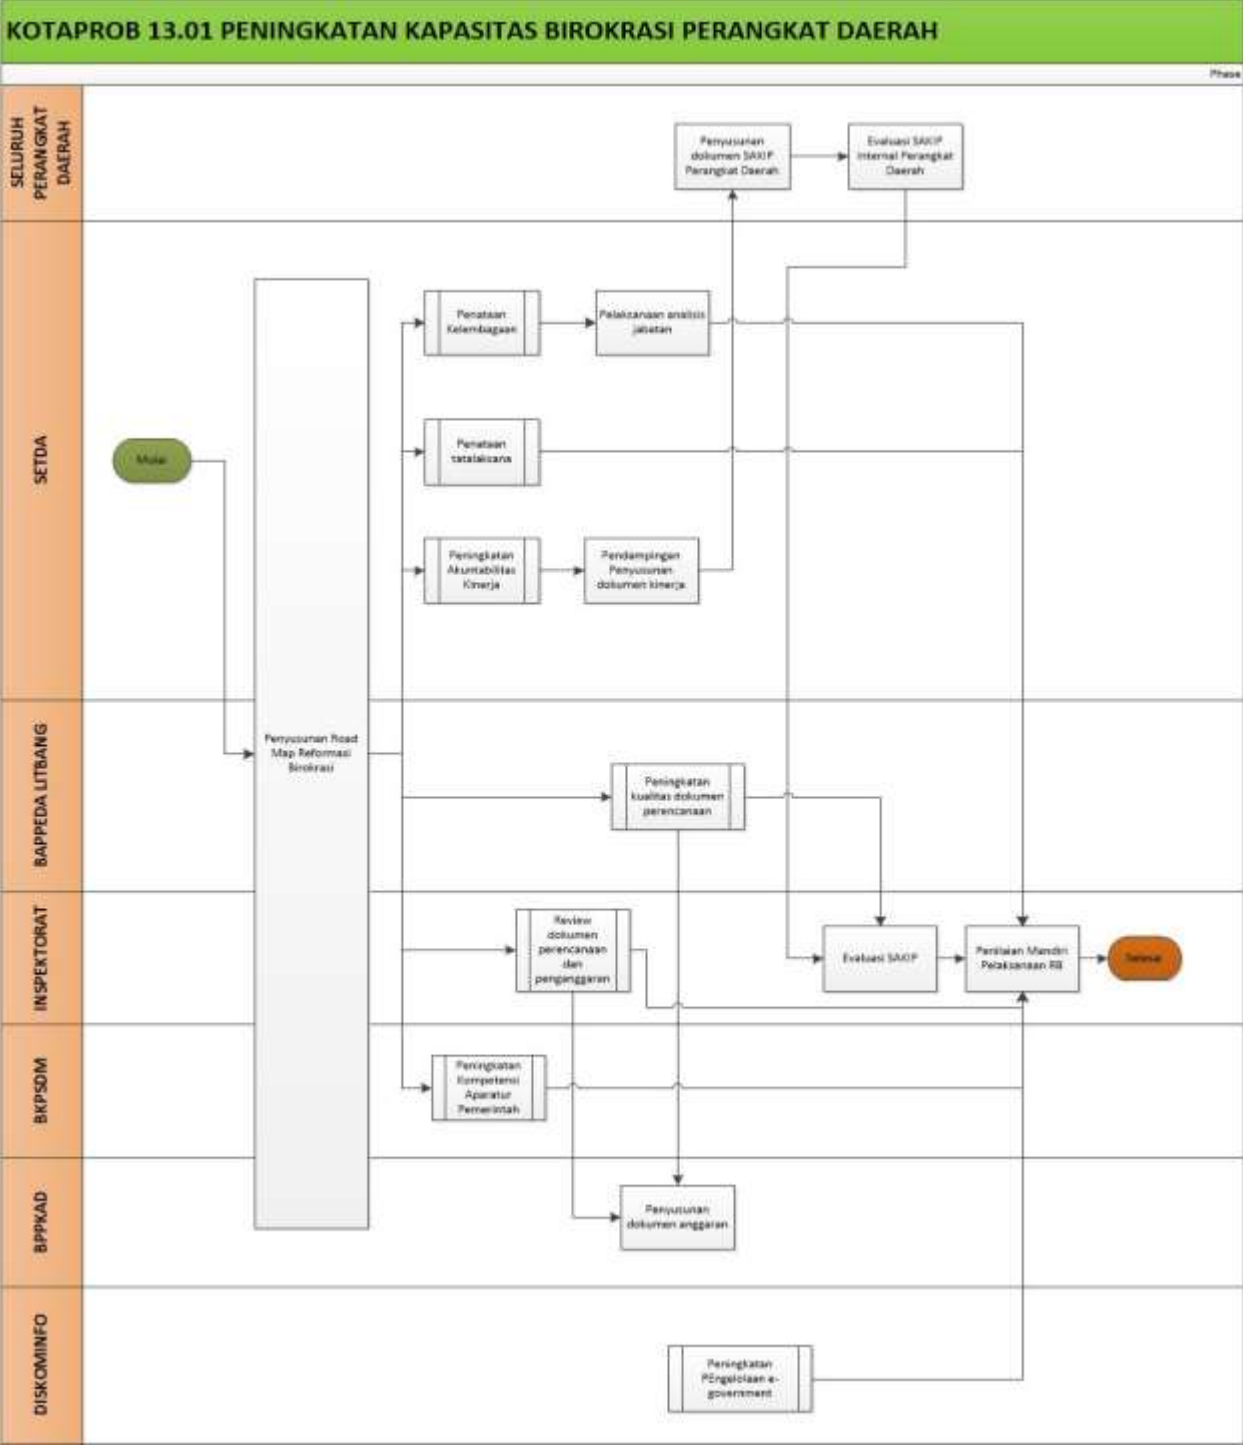 KOTAPROB 13.01 PENINGKATAN KAPASITAS BIROKRASI PERANGKAT DAERAH
Phase
SELURUH
PERANGKAT
DAERAH
Penyusunan
dokumen SAKIP
Perangkat Daerah
Evaluasi SAKIP
Internal Perangkat
Daerah
SETDA
Mulai
Penataan
Kelembagaan
Pelaksanaan analisis
jabatan
Penataan
tatalaksana
Peningkatan
Akuntabilitas
Kinerja
Pendampingan
Penyusunan
dokumen kinerja
Penyusunan Road
Map Reformasi
Birokrasi
BAPPEDA LITBANG
Peningkatan
kualitas dokumen
perencanaan
INSPEKTORAT
Review
dokumen
perencanaan
dan
penganggaran
Evaluasi SAKIP
Penilaian Mandiri
Pelaksanaan RB
Selesai
BKPSDM
Peningkatan
Kompetensi
Aparatur
Pemerintah
BPPKAD
Penyusunan
dokumen anggaran
DISKOMINFO
Peningkatan
PEngelolaan e-
government